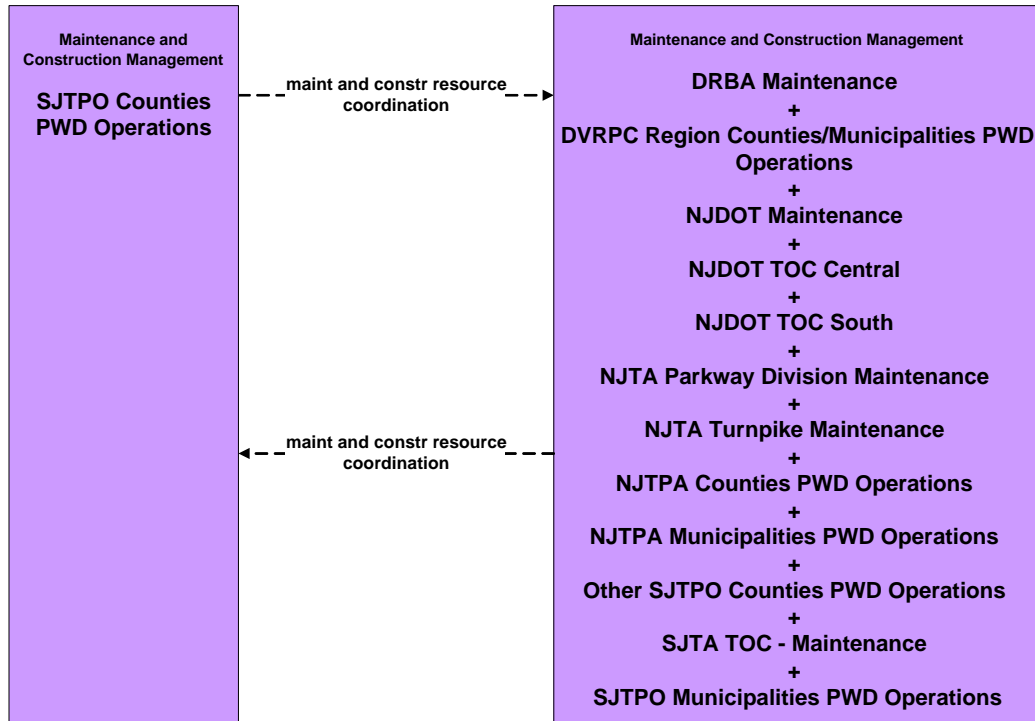 Maintenance and
Construction Management
SJTPO Counties
PWD Operations
maint and constr resource
coordination
maint and constr resource
coordination
Maintenance and Construction Management
DRBA Maintenance
+
DVRPC Region Counties/Municipalities PWD
Operations
+
NJDOT Maintenance
+
NJDOT TOC Central
+
NJDOT TOC South
+
NJTA Parkway Division Maintenance
+
NJTA Turnpike Maintenance
+
NJTPA Counties PWD Operations
+
NJTPA Municipalities PWD Operations
+
Other SJTPO Counties PWD Operations
+
SJTA TOC - Maintenance
+
SJTPO Municipalities PWD Operations